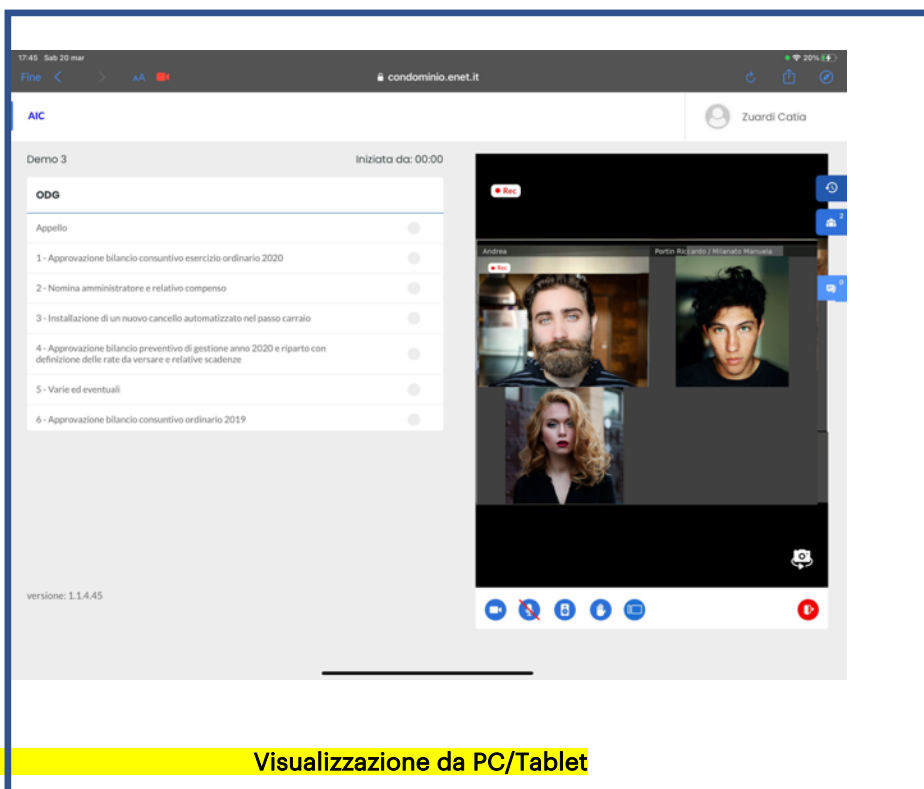 17:45 Sab 20 mar
20%
Fine
AA
condominio.enet.it
AIC
Zuardi Catia
Demo 3
Iniziata da: 00:00
ODG
Appello
1 - Approvazione bilancio consuntivo esercizio ordinario 2020
2 - Nomina amministratore e relativo compenso
3 - Installazione di un nuovo cancello automatizzato nel passo carraio
4 - Approvazione bilancio preventivo di gestione anno 2020 e riparto con
definizione delle rate da versare e relative scadenze
5 - Varie ed eventuali
6 - Approvazione bilancio consuntivo ordinario 2019
versione: 1.1.4.45
Rec
2
Andrea
Portin Riccardo / Milanato Manuela
Rec
0
Visualizzazione da PC/Tablet